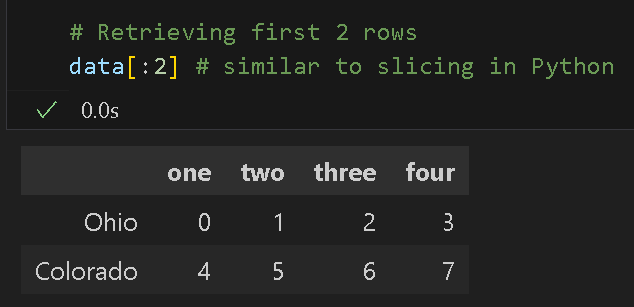 # Retrieving first 2 rows
data[:2] # similar to slicing in Python
✓ 0.0s
one two three four
Ohio 0 1 2 3
Colorado 4 5 6 7